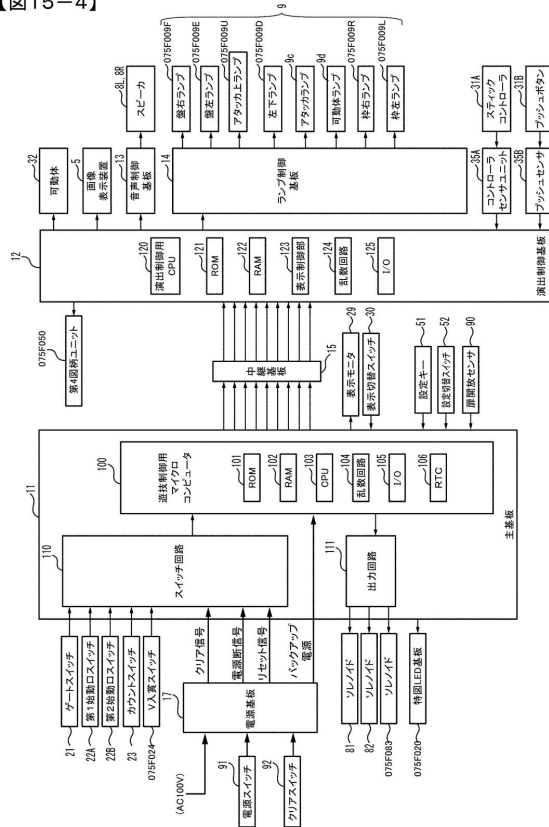 【図15－4】
9
075F009F
075F009E
075F009U
075F009D
9c
9d
075F009R
075F009L
盤右ランプ
盤左ランプ
アタッカ上ランプ
左下ランプ
アタッカランプ
可動体ランプ
枠右ランプ
枠左ランプ
8L, 8R
スピーカ
31A
スティック
コントローラ
31B
プッシュボタン
32
可動体
5
画像
表示装置
13
音声制御
基板
14
ランプ制御
基板
35A
コントローラ
センサユニット
35B
プッシュセンサ
12
120
演出制御用
CPU
121
ROM
122
RAM
123
表示制御部
124
乱数回路
125
I/O
演出制御基板
075F050
第4図柄ユニット
15
中継基板
29
表示モニタ
30
表示切替スイッチ
51
設定キー
52
設定切替スイッチ
90
扉開放センサ
11
100
遊技制御用
マイクロ
コンピュータ
101
ROM
102
RAM
103
CPU
104
乱数回路
105
I/O
106
RTC
主基板
110
スイッチ回路
111
出力回路
クリア信号
電源断信号
リセット信号
バックアップ
電源
21
ゲートスイッチ
22A
第1始動口スイッチ
22B
第2始動口スイッチ
23
カウントスイッチ
075F024
V入賞スイッチ
17
電源基板
(AC100V)
91
電源スイッチ
92
クリアスイッチ
81
ソレノイド
82
ソレノイド
075F083
ソレノイド
075F020
特図LED基板